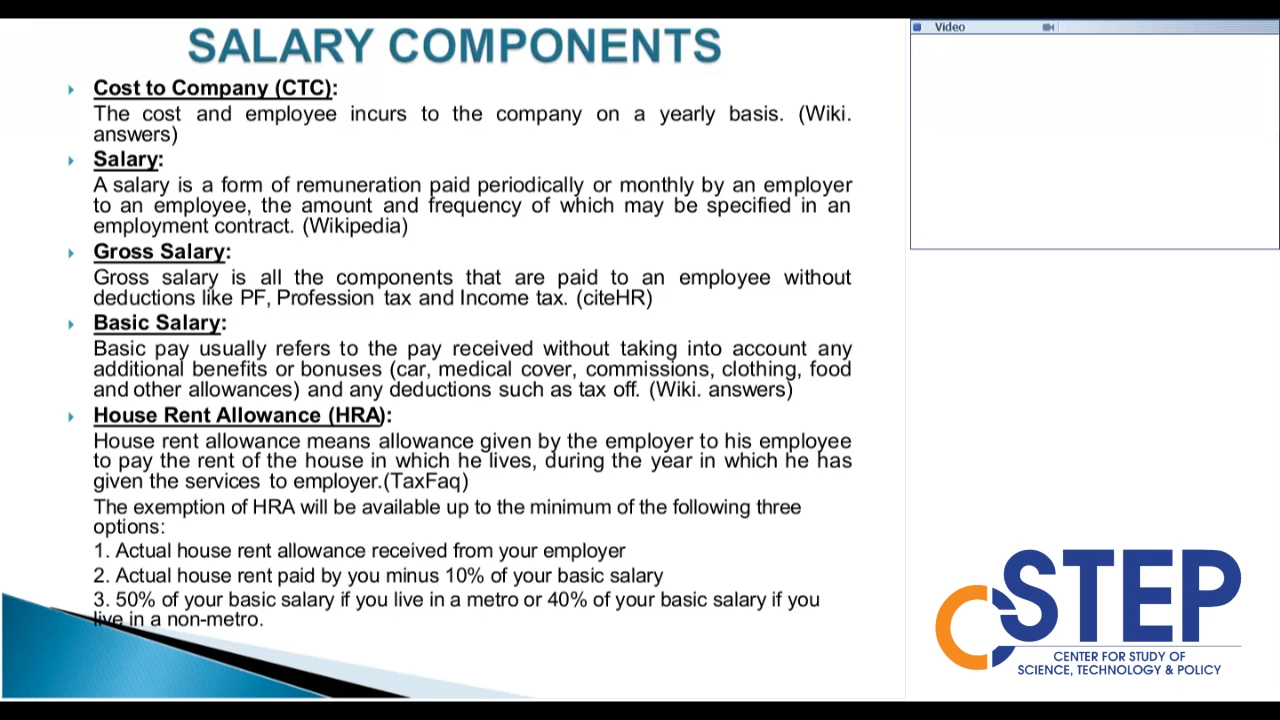 SALARY COMPONENTS
Cost to Company (CTC):
The cost and employee incurs to the company on a yearly basis. (Wiki.
answers)
Salary:
A salary is a form of remuneration paid periodically or monthly by an employer
to an employee, the amount and frequency of which may be specified in an
employment contract. (Wikipedia)
Gross Salary:
Gross salary is all the components that are paid to an employee without
deductions like PF, Profession tax and Income tax. (citeHR)
Basic Salary:
Basic pay usually refers to the pay received without taking into account any
additional benefits or bonuses (car, medical cover, commissions, clothing, food
and other allowances) and any deductions such as tax off. (Wiki. answers)
House Rent Allowance (HRA):
House rent allowance means allowance given by the employer to his employee
to pay the rent of the house in which he lives, during the year in which he has
given the services to employer.(TaxFaq)
The exemption of HRA will be available up to the minimum of the following three
options:
1. Actual house rent allowance received from your employer
2. Actual house rent paid by you minus 10% of your basic salary
3. 50% of your basic salary if you live in a metro or 40% of your basic salary if you
live in a non-metro.
Video
CSTEP
CENTER FOR STUDY OF
SCIENCE, TECHNOLOGY & POLICY